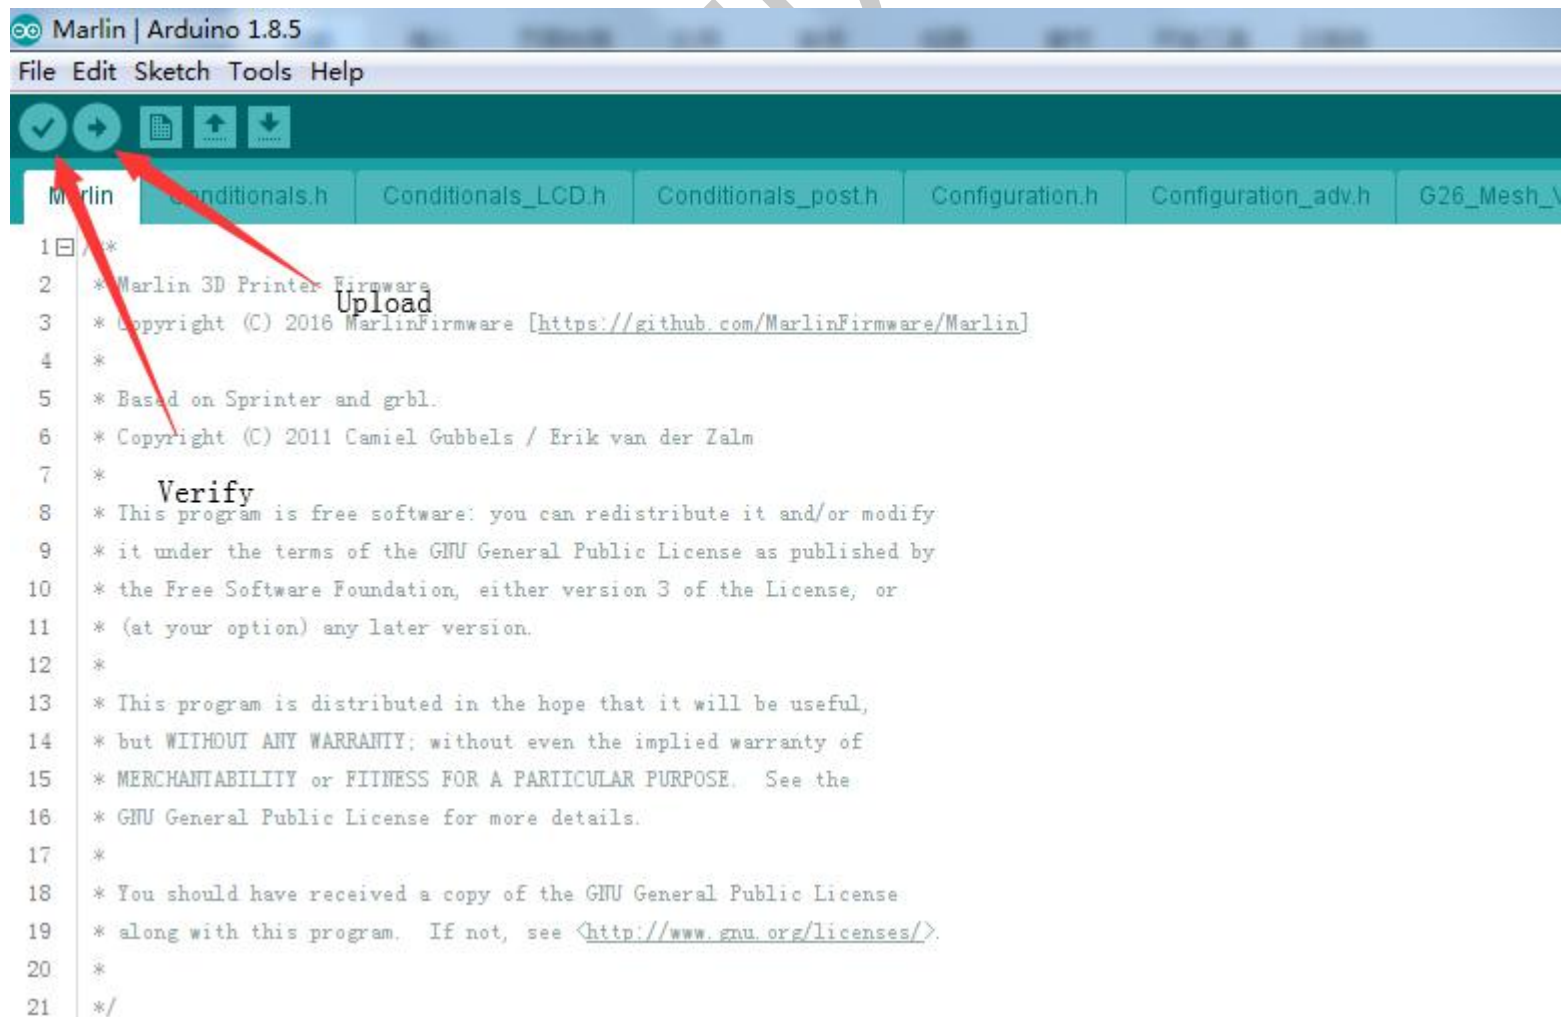 Marlin | Arduino 1.8.5
File Edit Sketch Tools Help
Marlin Conditionals.h Conditionals_LCD.h Conditionals_post.h Configuration.h Configuration_adv.h G26_Mesh_
1 /**
2 * Marlin 3D Printer Firmware
Upload
3 * Copyright (C) 2016 MarlinFirmware [https://github.com/MarlinFirmware/Marlin]
4 *
5 * Based on Sprinter and grbl.
6 * Copyright (C) 2011 Camiel Gubbels / Erik van der Zalm
7 *
Verify
8 * This program is free software: you can redistribute it and/or modify
9 * it under the terms of the GNU General Public License as published by
10 * the Free Software Foundation, either version 3 of the License, or
11 * (at your option) any later version.
12 *
13 * This program is distributed in the hope that it will be useful,
14 * but WITHOUT ANY WARRANTY; without even the implied warranty of
15 * MERCHANTABILITY or FITNESS FOR A PARTICULAR PURPOSE. See the
16 * GNU General Public License for more details.
17 *
18 * You should have received a copy of the GNU General Public License
19 * along with this program. If not, see <http://www.gnu.org/licenses/>.
20 *
21 */